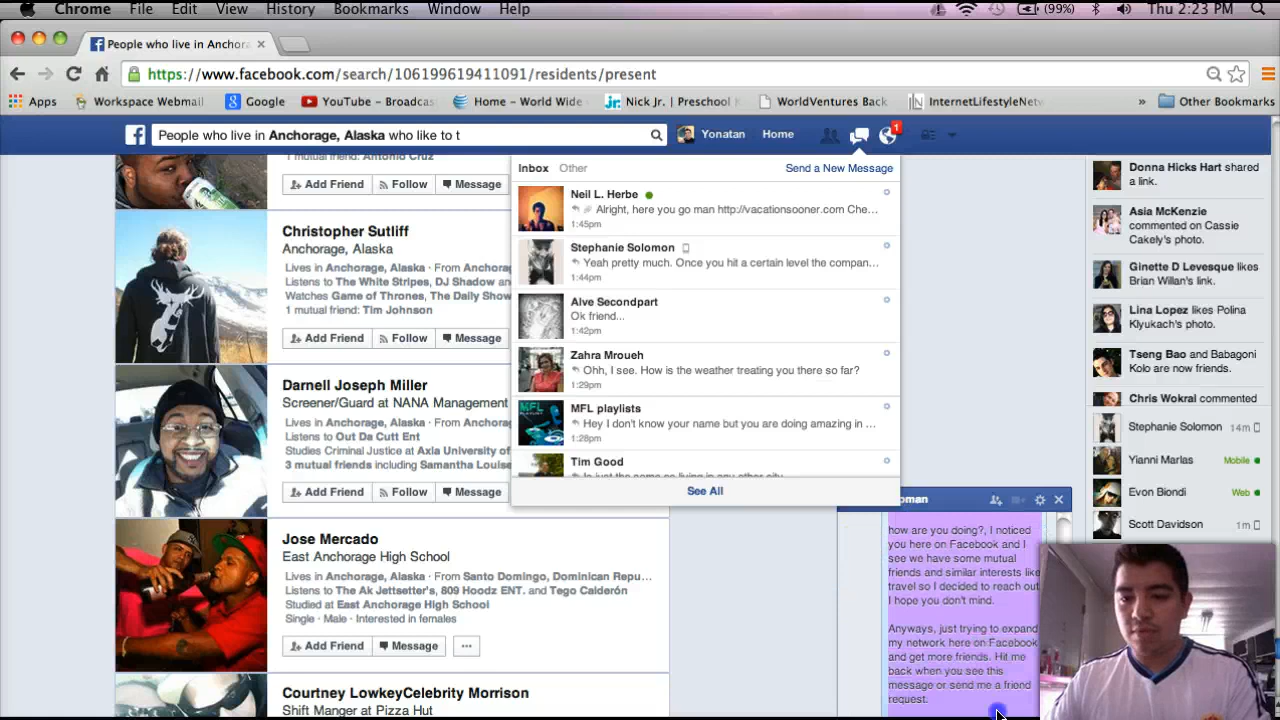 Chrome File Edit View History Bookmarks Window Help (99%) Thu 2:23 PM
People who live in Anchora
https://www.facebook.com/search/106199619411091/residents/present
Apps Workspace Webmail Google YouTube – Broadcas Home – World Wide Nick Jr. | Preschool WorldVentures Back InternetLifestyleNetw » Other Bookmarks
People who live in Anchorage, Alaska who like to t
Yonatan Home 1
1 mutual friend: Antonio Cruz
Add Friend Follow Message
Christopher Sutliff
Anchorage, Alaska
Lives in Anchorage, Alaska · From Anchora
Listens to The White Stripes, DJ Shadow and
Watches Game of Thrones, The Daily Show
1 mutual friend: Tim Johnson
Add Friend Follow Message
Darnell Joseph Miller
Screener/Guard at NANA Management
Lives in Anchorage, Alaska · From Anchora
Listens to Out Da Cutt Ent
Studies Criminal Justice at Axia University of
3 mutual friends including Samantha Louise
Add Friend Follow Message
Jose Mercado
East Anchorage High School
Lives in Anchorage, Alaska · From Santo Domingo, Dominican Repu...
Listens to The Ak Jettsetter's, 809 Hoodz ENT. and Tego Calderón
Studied at East Anchorage High School
Single · Male · Interested in females
Add Friend Message ...
Courtney LowkeyCelebrity Morrison
Shift Manger at Pizza Hut
Inbox Other Send a New Message
Neil L. Herbe
Alright, here you go man http://vacationsooner.com Che...
1:45pm
Stephanie Solomon
Yeah pretty much. Once you hit a certain level the compan...
1:44pm
Alve Secondpart
Ok friend...
1:42pm
Zahra Mroueh
Ohh, I see. How is the weather treating you there so far?
1:29pm
MFL playlists
Hey I don't know your name but you are doing amazing in ...
1:28pm
Tim Good
Is just the same as living in any other city
See All
Donna Hicks Hart shared
a link.
Asia McKenzie
commented on Cassie
Cakely's photo.
Ginette D Levesque likes
Brian Willan's link.
Lina Lopez likes Polina
Klyukach's photo.
Tseng Bao and Babagoni
Kolo are now friends.
Chris Wokral commented
Stephanie Solomon 14m
Yianni Marlas Mobile
Evon Biondi Web
Scott Davidson 1m
oman
how are you doing?, I noticed
you here on Facebook and I
see we have some mutual
friends and similar interests like
travel so I decided to reach out
I hope you don't mind.
Anyways, just trying to expand
my network here on Facebook
and get more friends. Hit me
back when you see this
message or send me a friend
request.